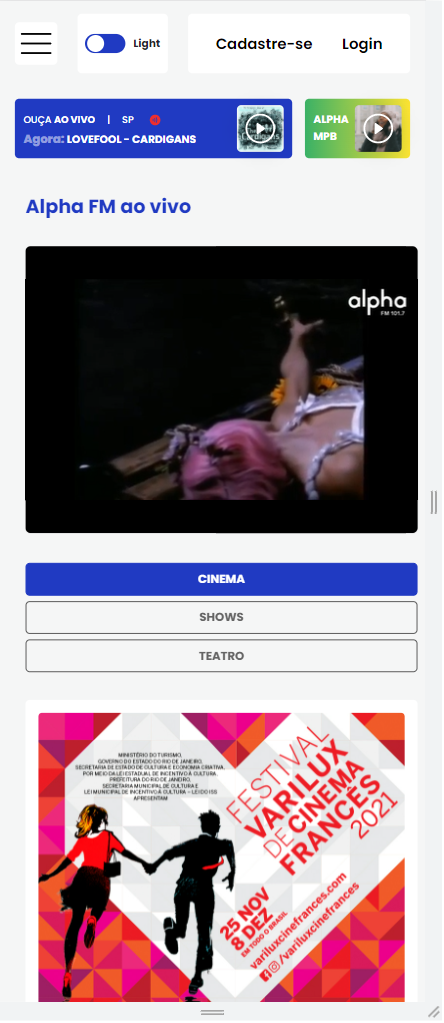 Light
Cadastre-se
Login
OUÇA AO VIVO | SP
Agora: LOVEFOOL - CARDIGANS
ALPHA
MPB
Alpha FM ao vivo
alpha
FM 101.7
CINEMA
SHOWS
TEATRO
MINISTÉRIO DO TURISMO,
GOVERNO DO ESTADO DO RIO DE JANEIRO,
SECRETARIA DE ESTADO DE CULTURA E ECONOMIA CRIATIVA,
POR MEIO DA LEI ESTADUAL DE INCENTIVO À CULTURA
PREFEITURA DO RIO DE JANEIRO,
SECRETARIA MUNICIPAL DE CULTURA E
LEI MUNICIPAL DE INCENTIVO À CULTURA – LEI DO ISS
APRESENTAM
FESTIVAL
VARILUX
DE CINEMA
FRANCÊS
2021
25 NOV
8 DEZ
EM TODO O BRASIL
variluxcinefrances.com
/variluxcinefrances